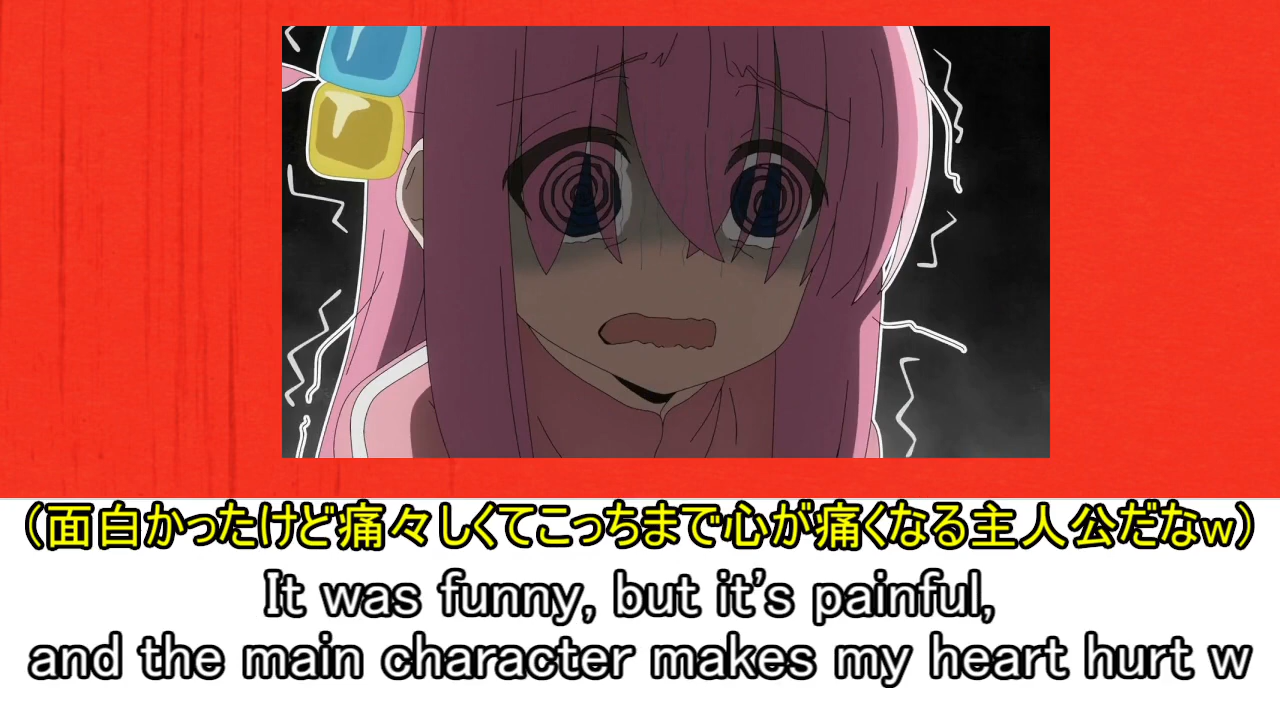 （面白かったけど痛々しくてこっちまで心が痛くなる主人公だなw）
It was funny, but it's painful,
and the main character makes my heart hurt w